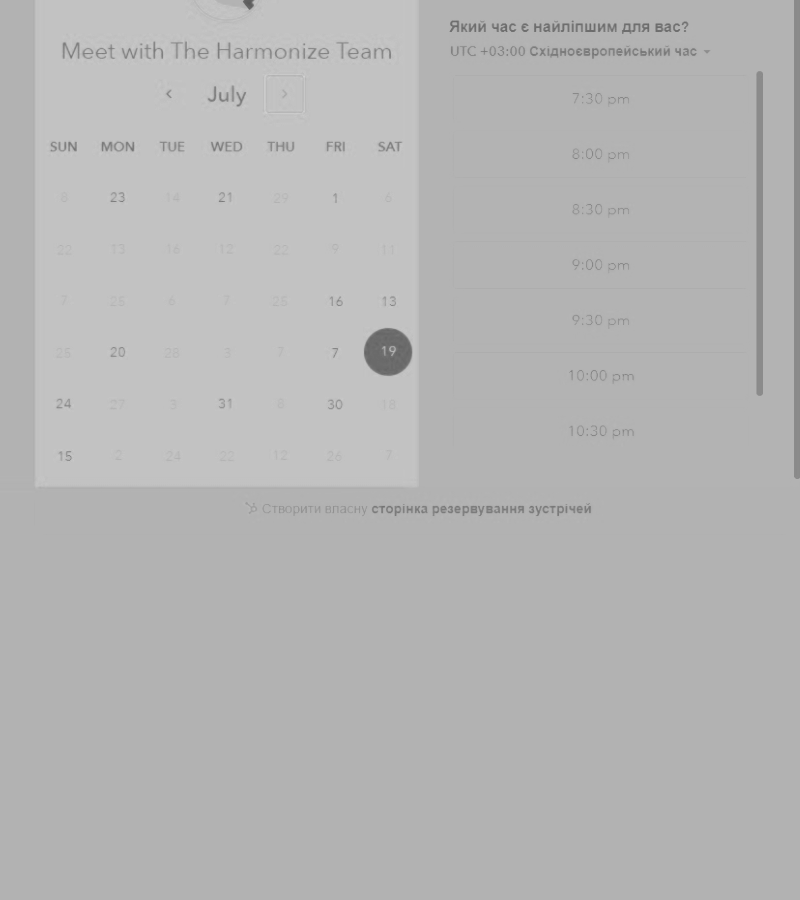 Meet with The Harmonize Team
July
SUN MON TUE WED THU FRI SAT
8 23 14 21 29 1 6
22 13 16 12 22 9 11
7 25 6 7 25 16 13
25 20 28 3 7 7 19
24 27 3 31 8 30 18
15 2 24 22 12 26 7
Який час є найліпшим для вас?
UTC +03:00 Східноєвропейський час
7:30 pm
8:00 pm
8:30 pm
9:00 pm
9:30 pm
10:00 pm
10:30 pm
Створити власну сторінка резервування зустрічей